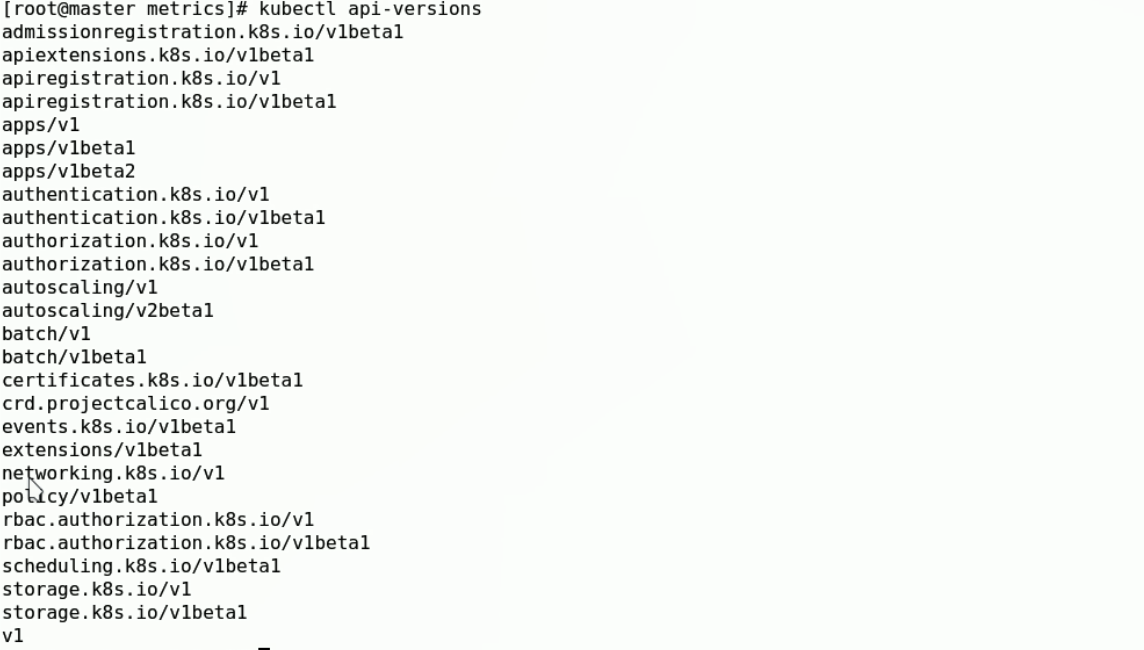 [root@master metrics]# kubectl api-versions
admissionregistration.k8s.io/v1beta1
apiextensions.k8s.io/v1beta1
apiregistration.k8s.io/v1
apiregistration.k8s.io/v1beta1
apps/v1
apps/v1beta1
apps/v1beta2
authentication.k8s.io/v1
authentication.k8s.io/v1beta1
authorization.k8s.io/v1
authorization.k8s.io/v1beta1
autoscaling/v1
autoscaling/v2beta1
batch/v1
batch/v1beta1
certificates.k8s.io/v1beta1
crd.projectcalico.org/v1
events.k8s.io/v1beta1
extensions/v1beta1
networking.k8s.io/v1
policy/v1beta1
rbac.authorization.k8s.io/v1
rbac.authorization.k8s.io/v1beta1
scheduling.k8s.io/v1beta1
storage.k8s.io/v1
storage.k8s.io/v1beta1
v1